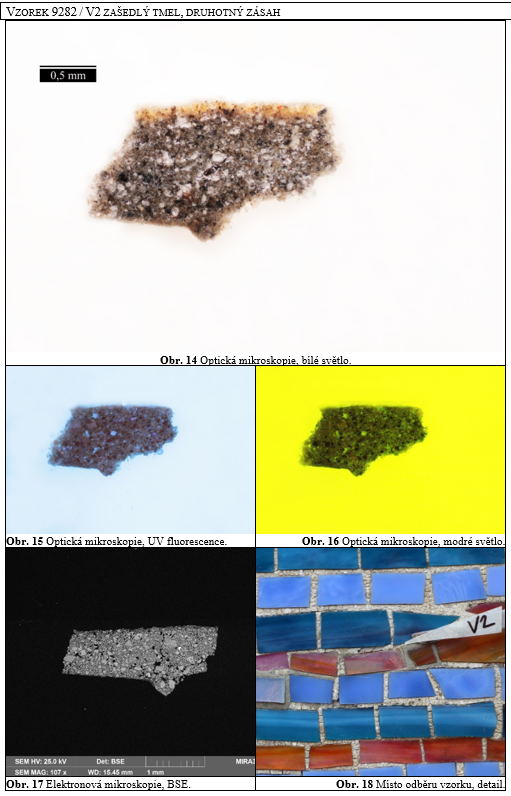 VZOREK 9282 / V2 ZAŠEDLÝ TMEL, DRUHOTNÝ ZÁSAH
0,5 mm
Obr. 14 Optická mikroskopie, bílé světlo.
Obr. 15 Optická mikroskopie, UV fluorescence.
Obr. 16 Optická mikroskopie, modré světlo.
V2
SEM HV: 25.0 kV Det: BSE MIRA3
SEM MAG: 107 x WD: 15.45 mm 1 mm
Obr. 17 Elektronová mikroskopie, BSE.
Obr. 18 Místo odběru vzorku, detail.